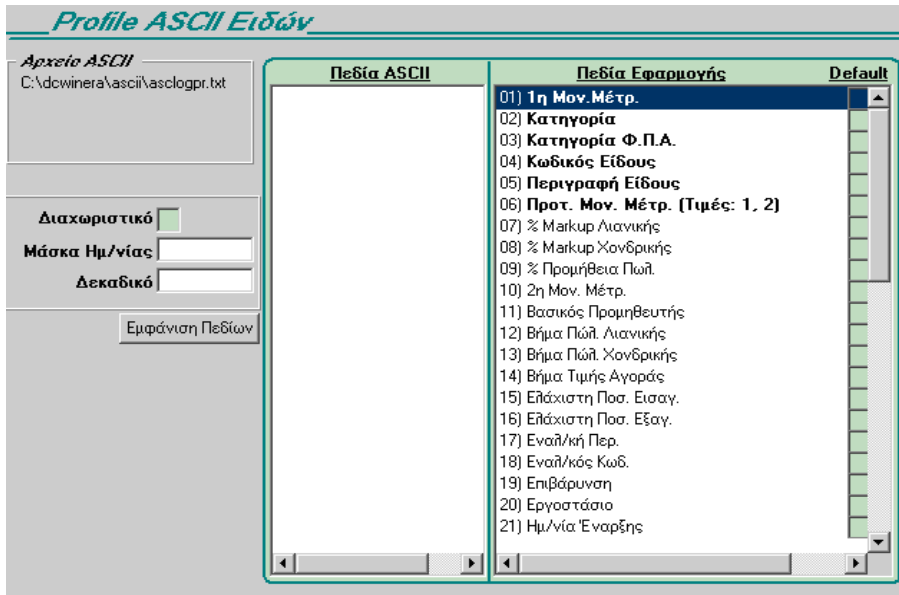 Profile ASCII Ειδών
Αρχείο ASCII
C:\dcwinera\ascii\asclogpr.txt
Διαχωριστικό
Μάσκα Ημ/νίας
Δεκαδικό
Εμφάνιση Πεδίων
Πεδία ASCII
Πεδία Εφαρμογής Default
01) 1η Μον.Μέτρ.
02) Κατηγορία
03) Κατηγορία Φ.Π.Α.
04) Κωδικός Είδους
05) Περιγραφή Είδους
06) Προτ. Μον. Μέτρ. (Τιμές: 1, 2)
07) % Markup Λιανικής
08) % Markup Χονδρικής
09) % Προμήθεια Πωλ.
10) 2η Μον. Μέτρ.
11) Βασικός Προμηθευτής
12) Βήμα Πώλ. Λιανικής
13) Βήμα Πώλ. Χονδρικής
14) Βήμα Τιμής Αγοράς
15) Ελάχιστη Ποσ. Εισαγ.
16) Ελάχιστη Ποσ. Εξαγ.
17) Εναλ/κή Περ.
18) Εναλ/κός Κωδ.
19) Επιβάρυνση
20) Εργοστάσιο
21) Ημ/νία Έναρξης